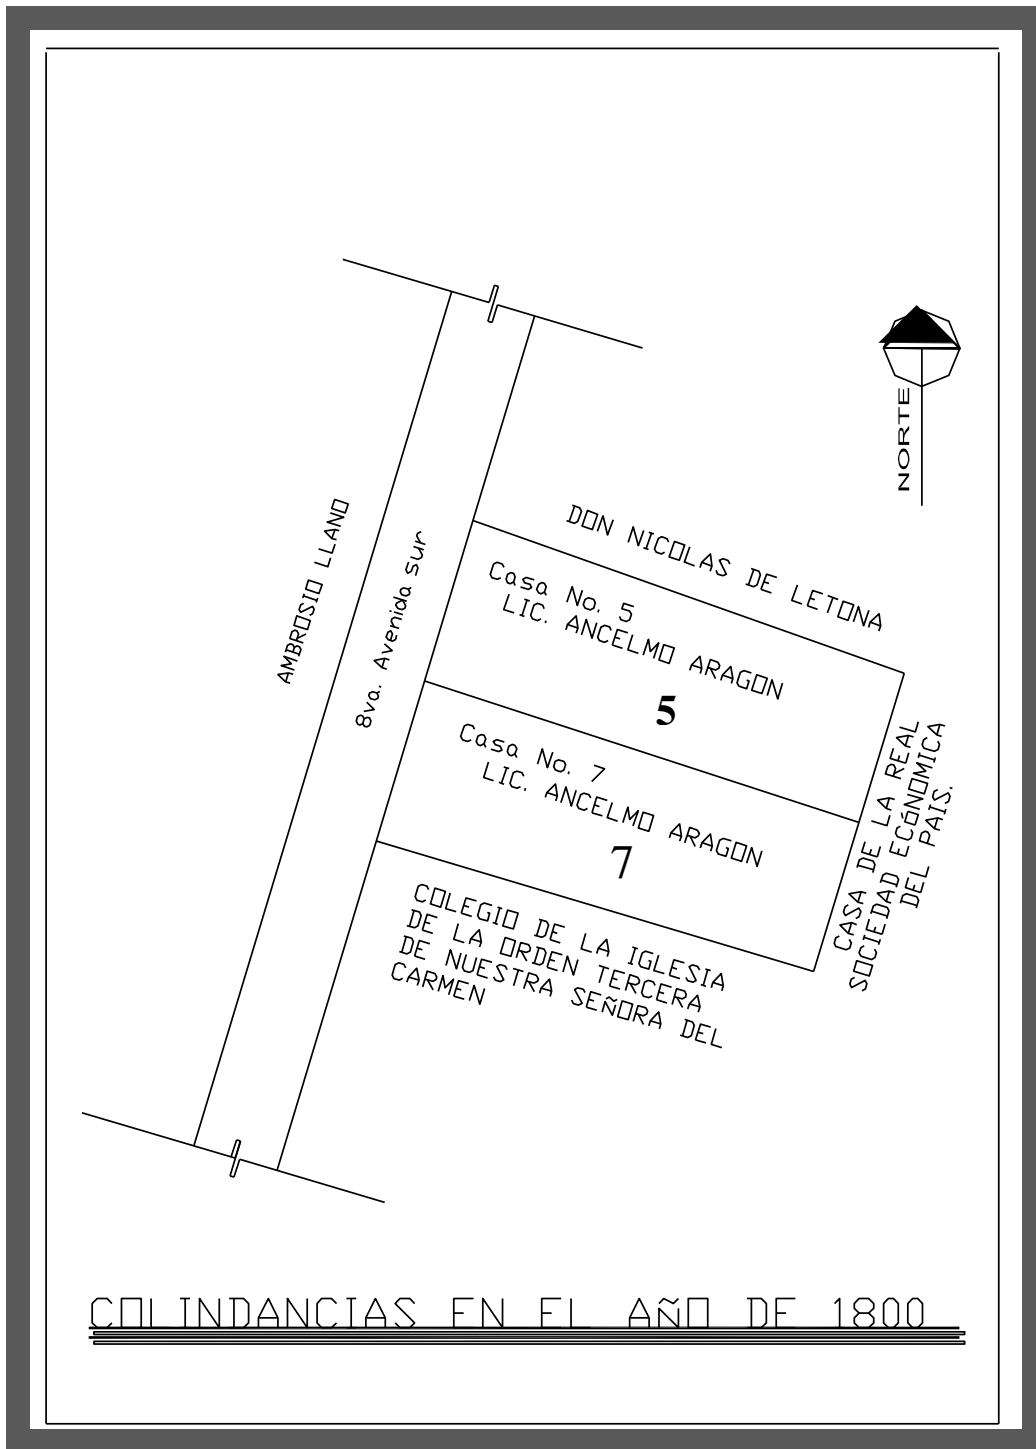 NORTE
AMBROSIO LLANO
8va. Avenida sur
DON NICOLAS DE LETONA
Casa No. 5
LIC. ANCELMO ARAGON
5
Casa No. 7
LIC. ANCELMO ARAGON
7
CASA DE LA REAL
SOCIEDAD ECÓNOMICA
DEL PAIS.
COLEGIO DE LA IGLESIA
DE LA ORDEN TERCERA
DE NUESTRA SEÑORA DEL
CARMEN
COLINDANCIAS EN EL AÑO DE 1800